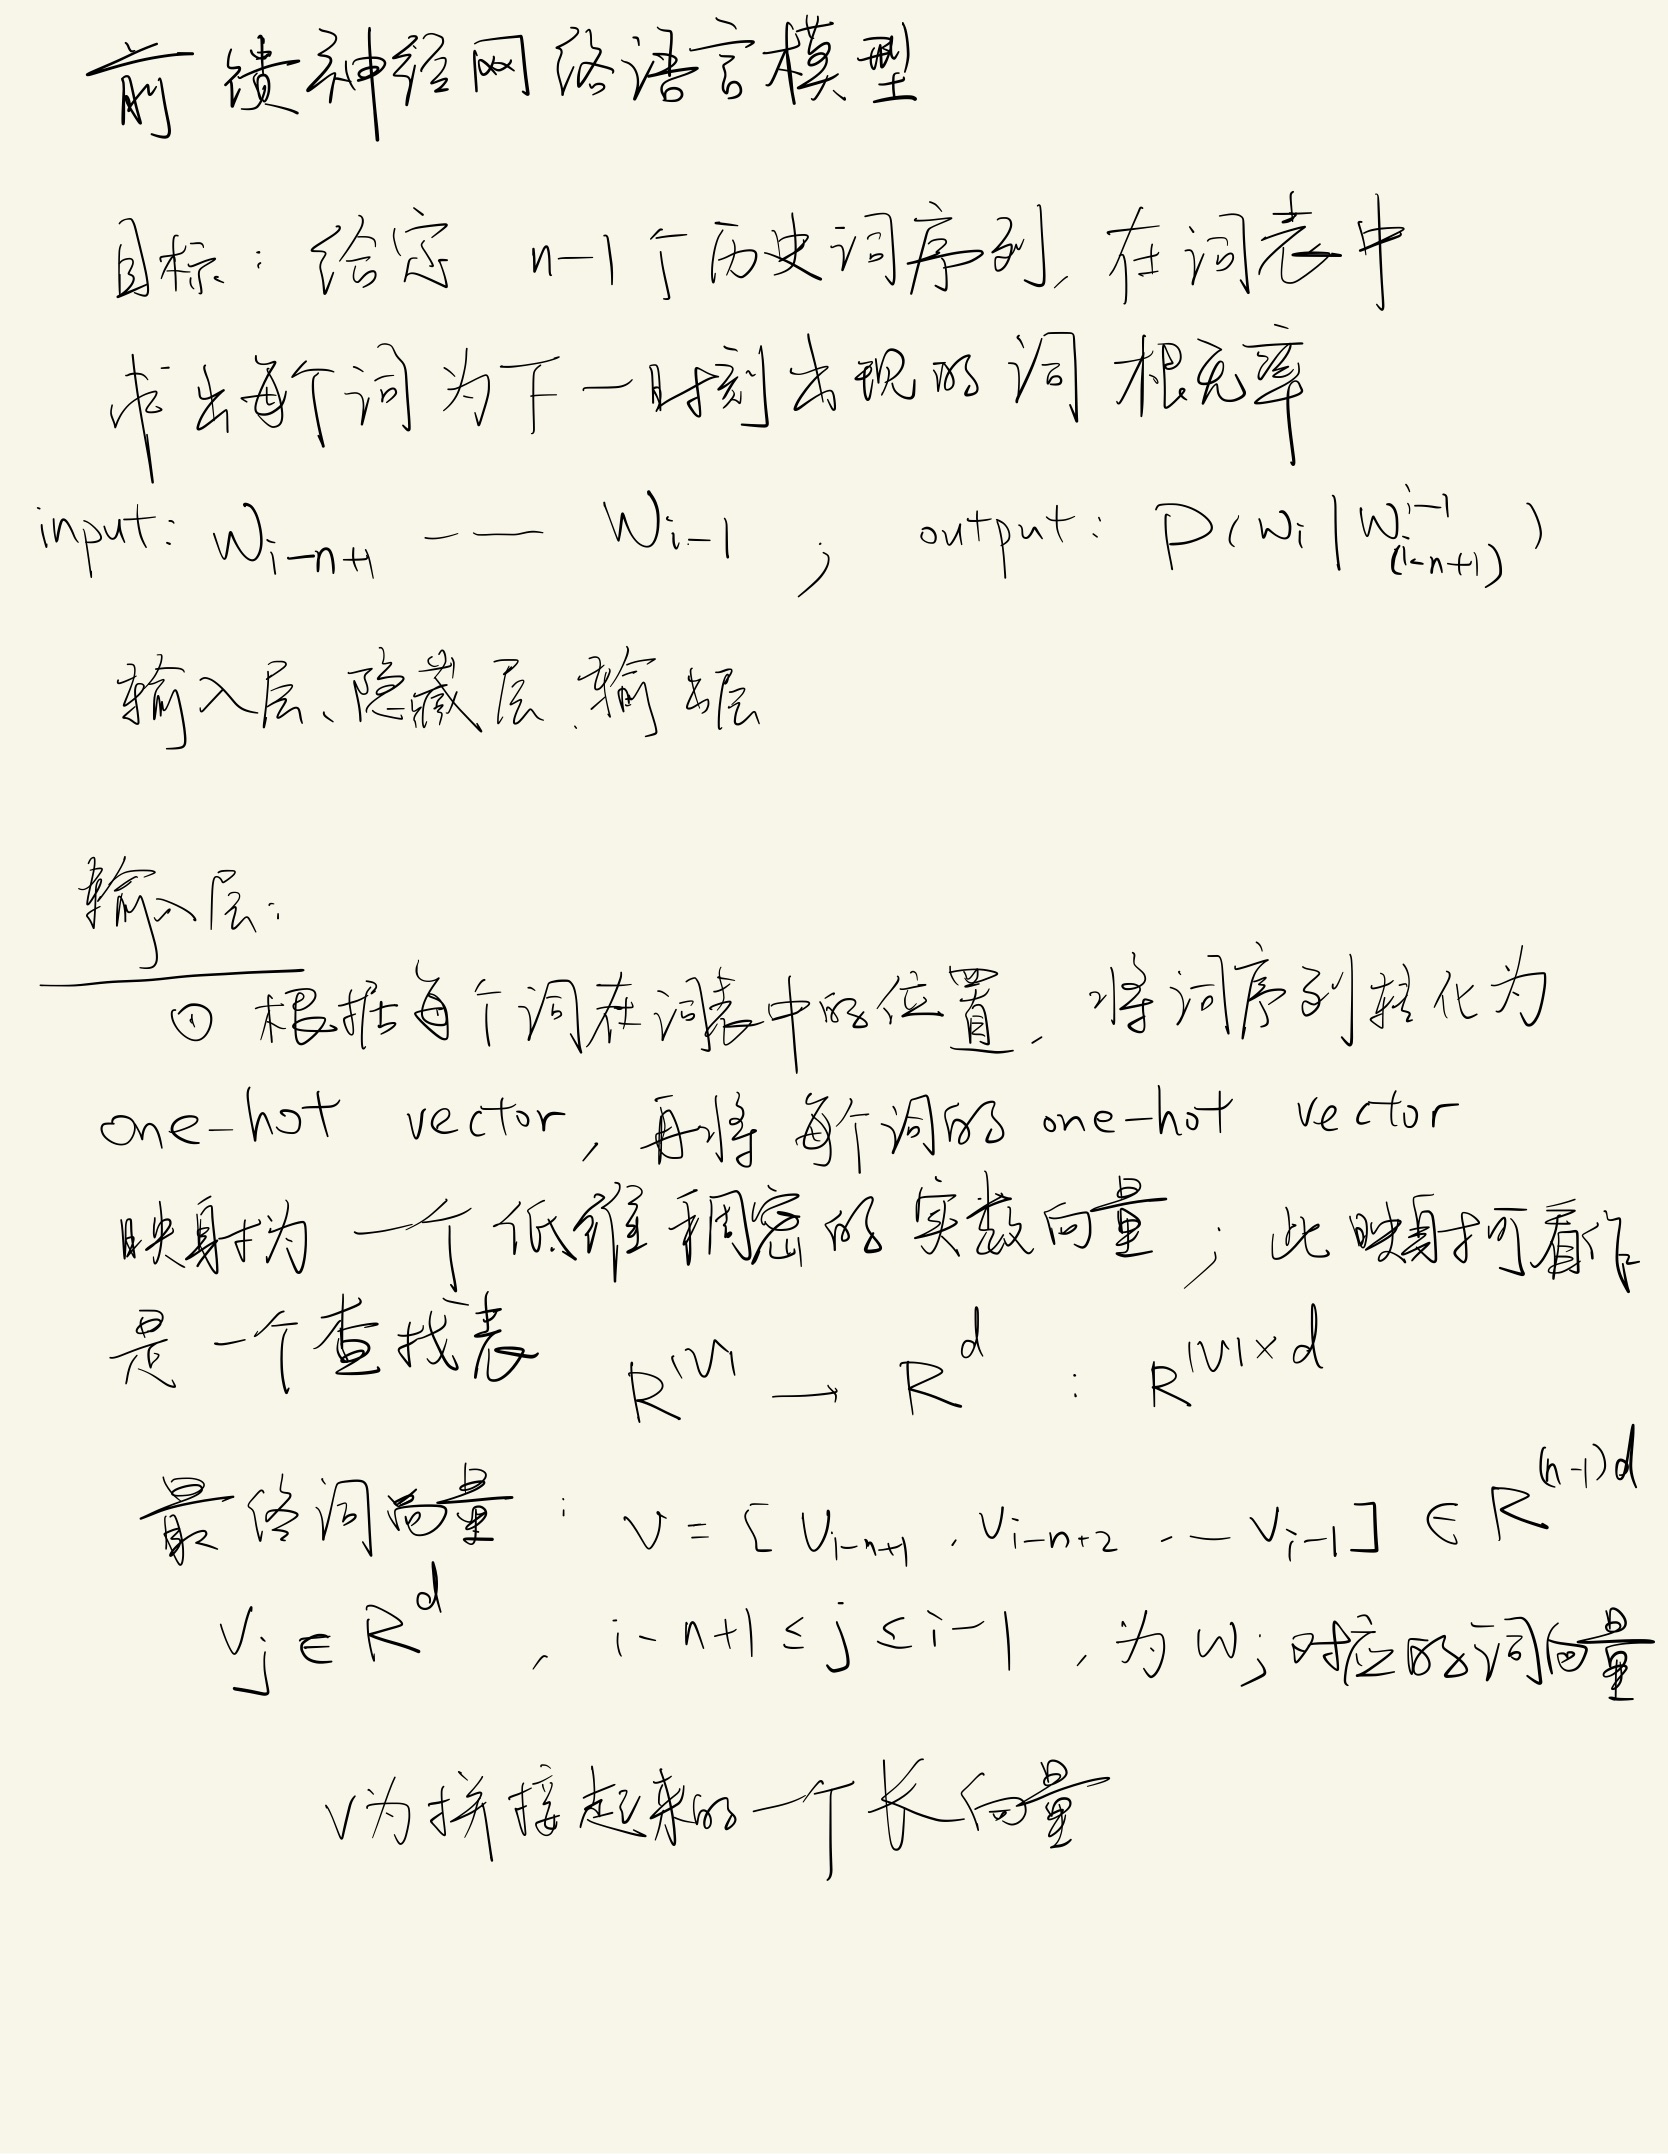 前馈神经网络语言模型
目标：给定 n-1个历史词序列，在词表中
求出每个词为下一时刻出现的词 概率
input: W_{i-n+1} —— W_{i-1} ; output: P(w_i | W_{(i-n+1)}^{i-1})
输入层、隐藏层、输出层
输入层：
① 根据每个词在词表中的位置，将词序列转化为
one-hot vector, 再将每个词的 one-hot vector
映射为一个低维稠密的实数向量；此映射可看作
是一个查找表 R^{|V|} → R^d : R^{|V|×d}
最终词向量：v = [v_{i-n+1}, v_{i-n+2}, … v_{i-1}] ∈ R^{(n-1)d}
v_j ∈ R^d, i-n+1 ≤ j ≤ i-1, 为 w_j 对应的词向量
v为拼接起来的一个长向量